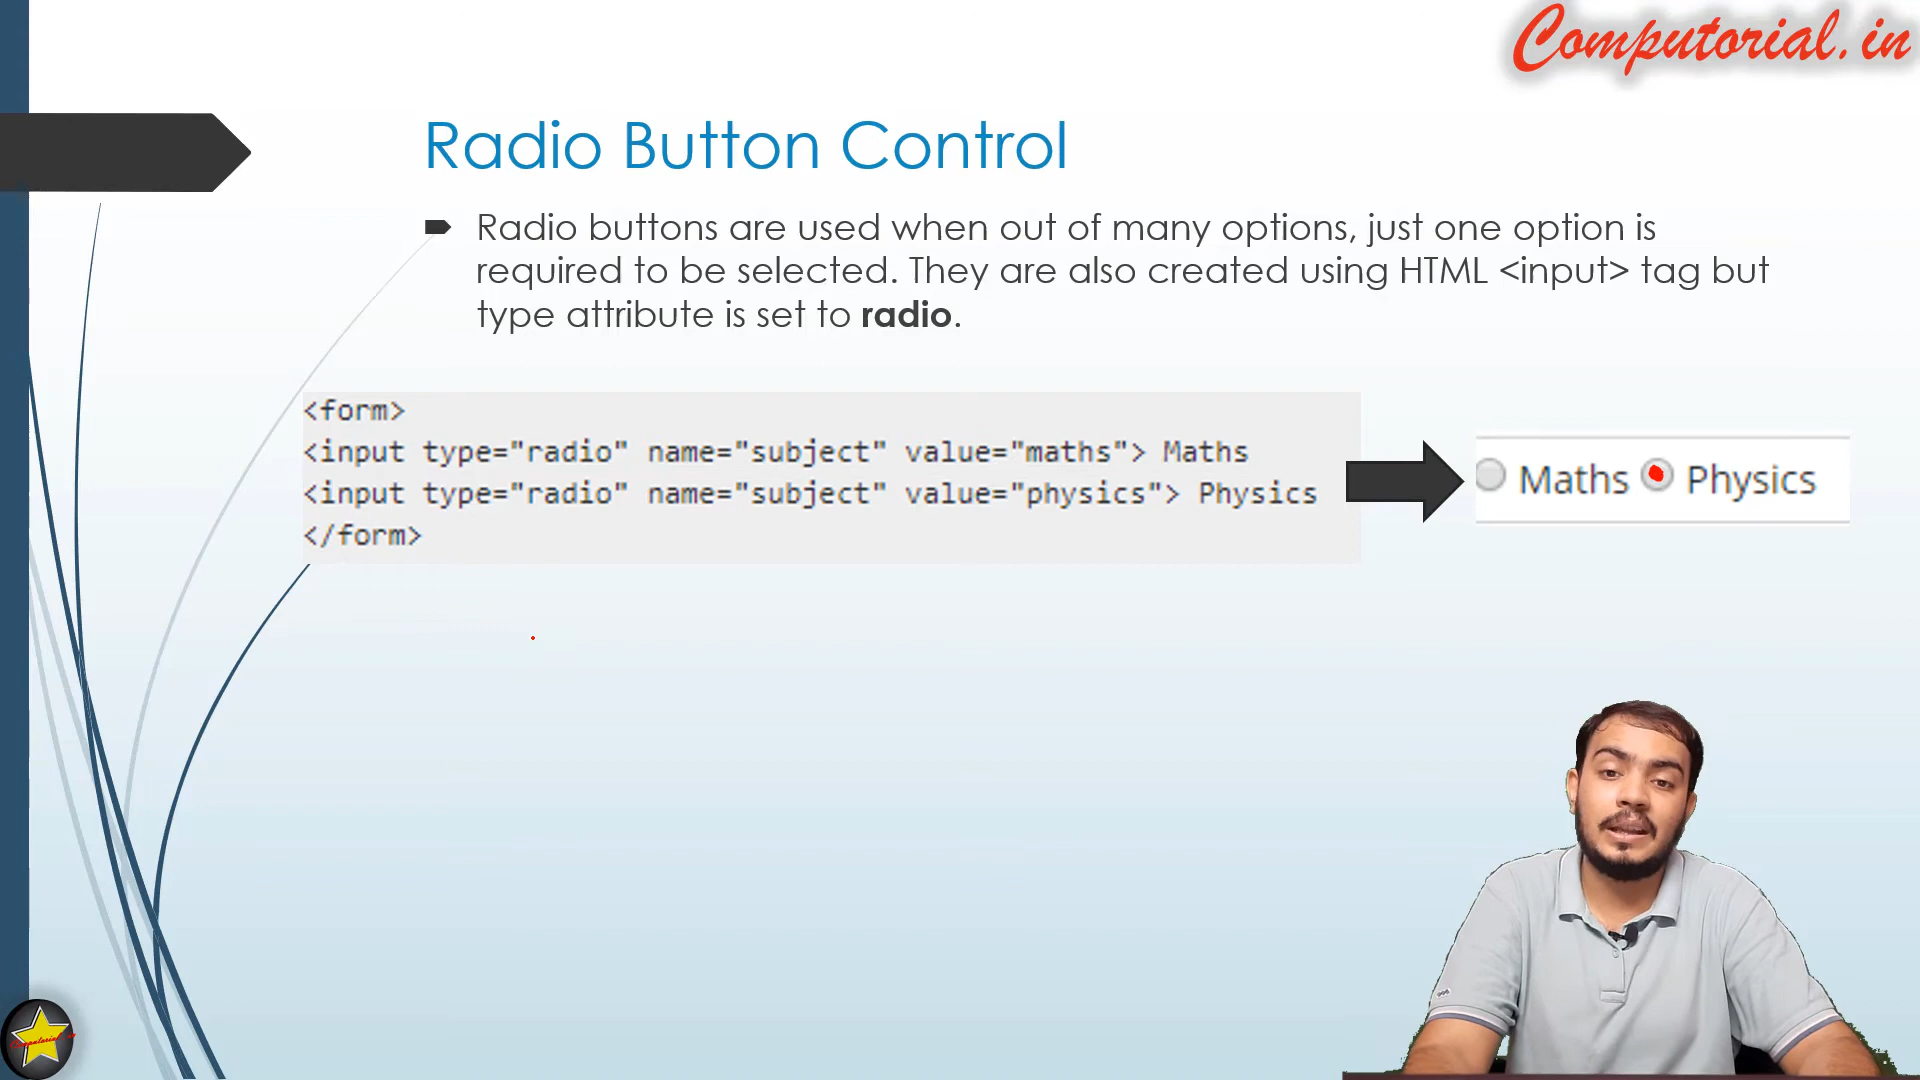 Computorial.in
Radio Button Control
Radio buttons are used when out of many options, just one option is
required to be selected. They are also created using HTML <input> tag but
type attribute is set to radio.
<form>
<input type="radio" name="subject" value="maths"> Maths
<input type="radio" name="subject" value="physics"> Physics
</form>
Maths Physics